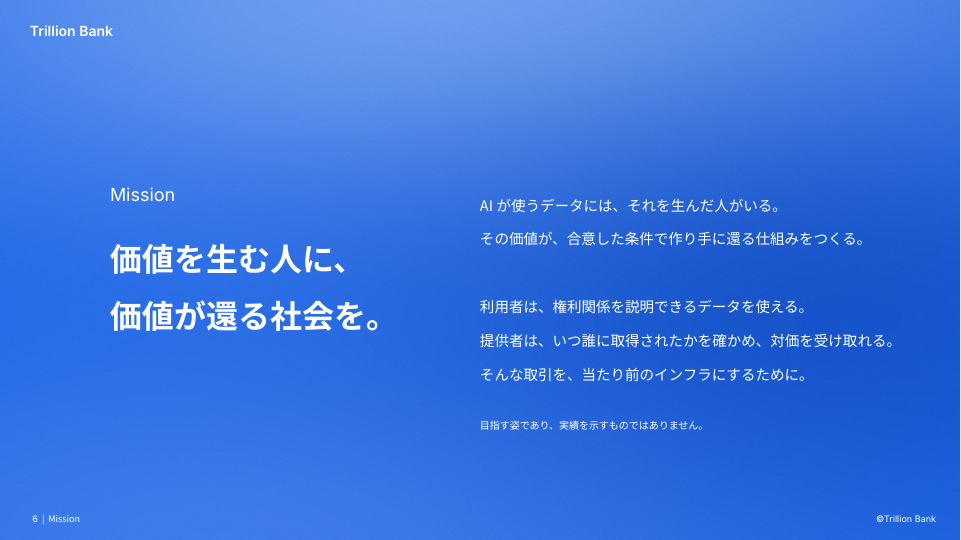 Trillion Bank
Mission
価値を生む人に、
価値が還る社会を。
AI が使うデータには、それを生んだ人がいる。
その価値が、合意した条件で作り手に還る仕組みをつくる。
利用者は、権利関係を説明できるデータを使える。
提供者は、いつ誰に取得されたかを確かめ、対価を受け取れる。
そんな取引を、当たり前のインフラにするために。
目指す姿であり、実績を示すものではありません。
6 | Mission
©Trillion Bank